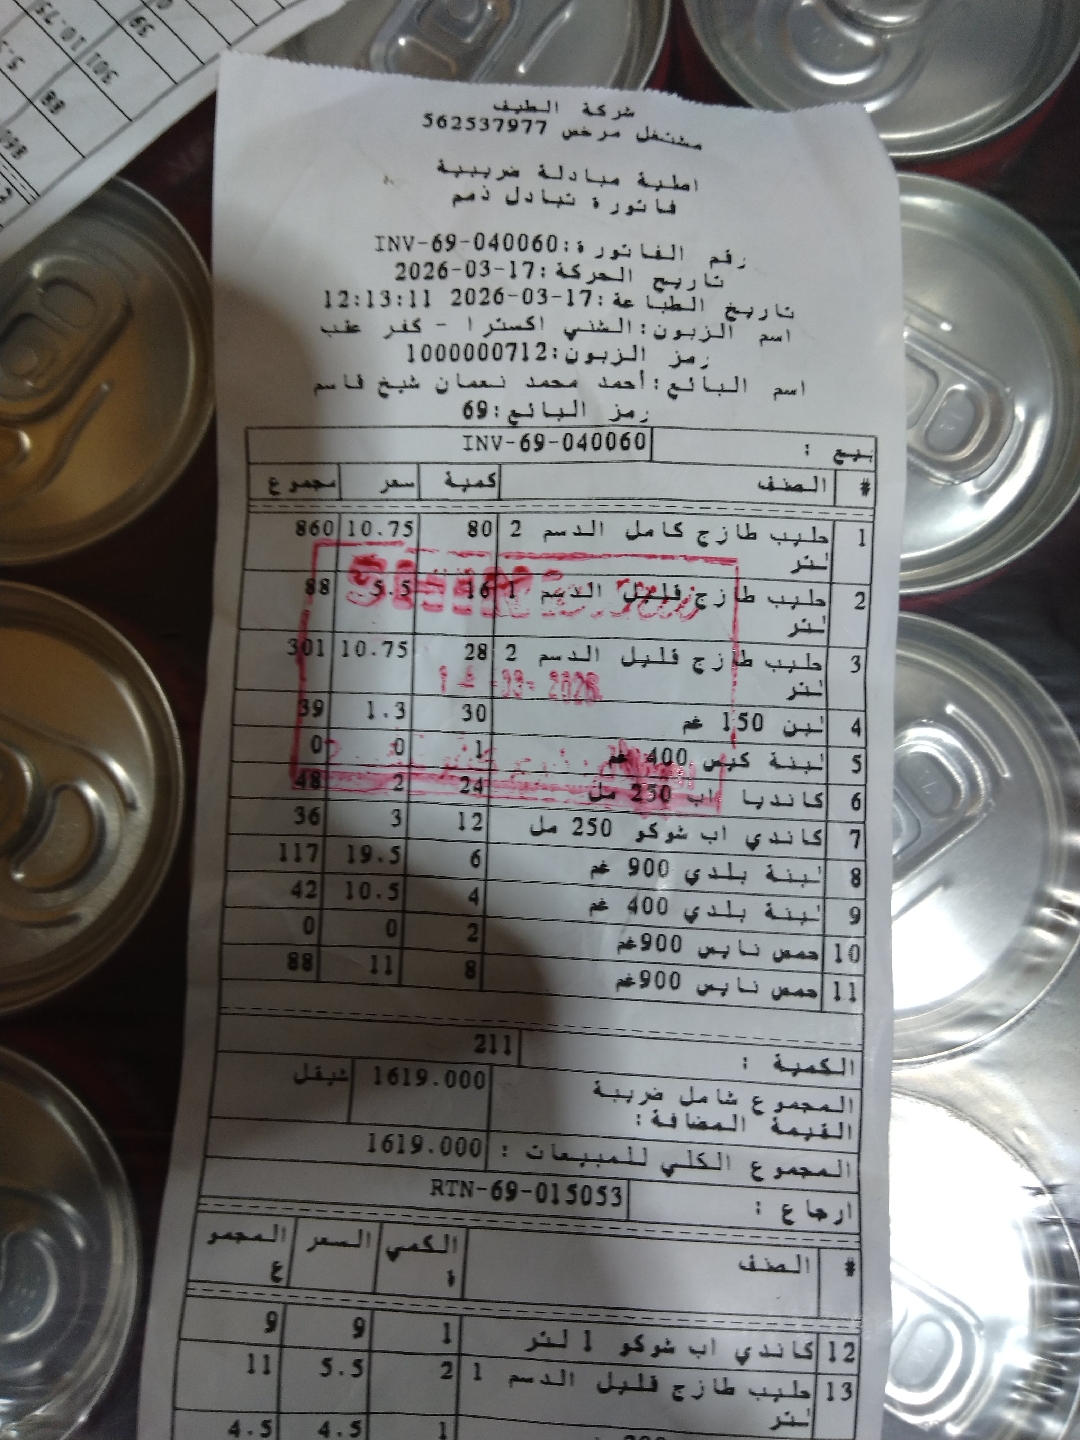 شركة الطيف
مشتغل مرخص 562537977
اصلية مبادلة ضريبية
فاتورة تبادل ذمم
رقم الفاتورة: INV-69-040060
تاريخ الحركة: 2026-03-17
تاريخ الطباعة: 2026-03-17 12:13:11
اسم الزبون: الشني اكسترا - كفر عقب
رمز الزبون: 1000000712
اسم البائع: أحمد محمد نعمان شيخ قاسم
رمز البائع: 69
بيع : INV-69-040060
# الصنف كمية سعر مجموع
1 حليب طازج كامل الدسم 2 لتر 80 10.75 860
2 حليب طازج قليل الدسم 1 لتر 16 5.5 88
3 حليب طازج قليل الدسم 2 لتر 28 10.75 301
4 لبن 150 غم 30 1.3 39
5 لبنة كيس 400 غم 1 0 0
6 كانديا اب 250 مل 24 2 48
7 كاندي اب شوكو 250 مل 12 3 36
8 لبنة بلدي 900 غم 6 19.5 117
9 لبنة بلدي 400 غم 4 10.5 42
10 حمص نايس 900غم 2 0 0
11 حمص نايس 900غم 8 11 88
الكمية : 211
المجموع شامل ضريبة القيمة المضافة: 1619.000 شيقل
المجموع الكلي للمبيعات : 1619.000
ارجاع : RTN-69-015053
# الصنف الكمية السعر المجموع
12 كاندي اب شوكو 1 لتر 1 9 9
13 حليب طازج قليل الدسم 1 لتر 2 5.5 11
1 4.5 4.5